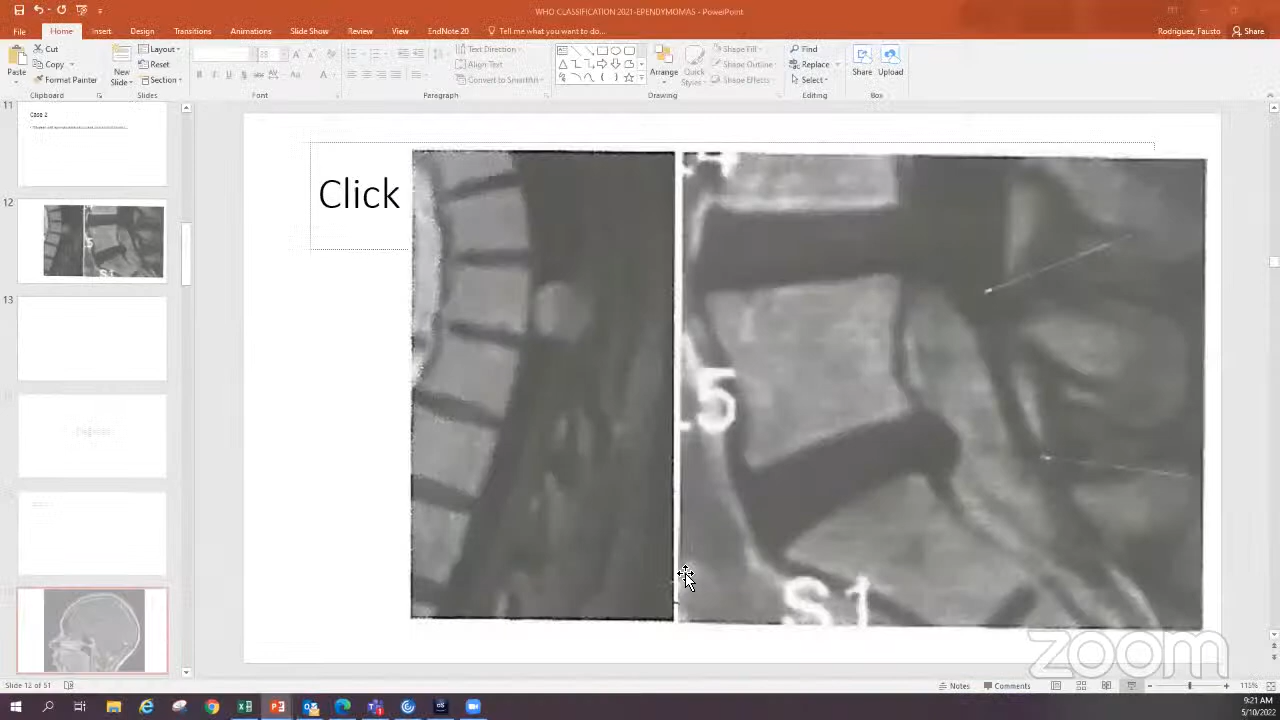 WHO CLASSIFICATION 2021-EPENDYMOMAS - PowerPoint
File Home Insert Design Transitions Animations Slide Show Review View EndNote 20 Tell me what you want to do... Rodriguez, Fausto Share
Cut
Copy
Format Painter
Paste
Clipboard
New
Slide
Layout
Reset
Section
Slides
Font
Text Direction
Align Text
Convert to SmartArt
Paragraph
Arrange
Quick
Styles
Shape Fill
Shape Outline
Shape Effects
Drawing
Find
Replace
Select
Editing
Share
Upload
Box
11
Case 2
12
5
S1
13
Click
5
S1
zoom
Slide 12 of 51 Notes Comments 115%
9:21 AM
5/10/2022